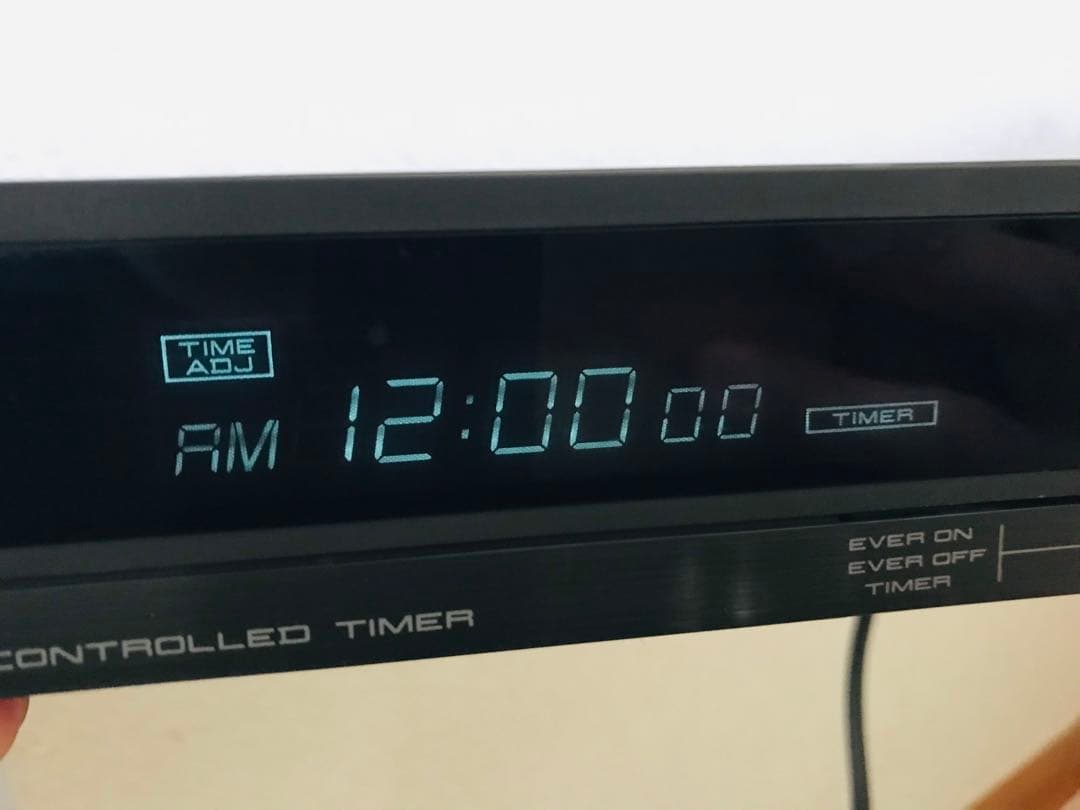 TIME
ADJ
AM 12:00 00 TIMER
EVER ON
EVER OFF
TIMER
CONTROLLED TIMER